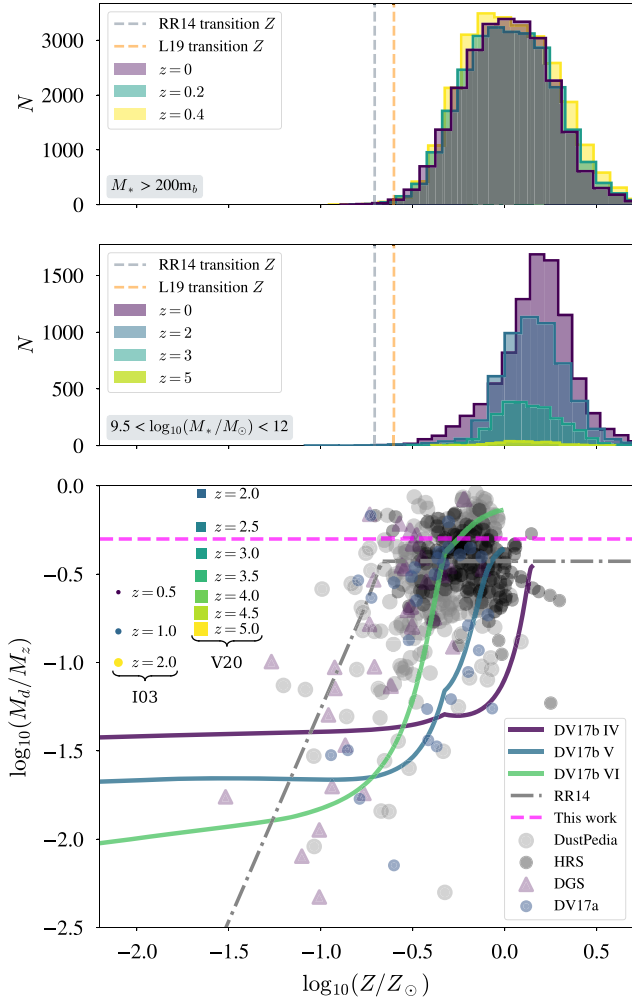 3000
2000
1000
0
N
RR14 transition Z
L19 transition Z
z = 0
z = 0.2
z = 0.4
M* > 200m_b
1500
1000
500
0
N
RR14 transition Z
L19 transition Z
z = 0
z = 2
z = 3
z = 5
9.5 < log10(M*/M⊙) < 12
0.0
−0.5
−1.0
−1.5
−2.0
−2.5
log10(M_d/M_z)
z = 0.5
z = 1.0
z = 2.0
I03
z = 2.0
z = 2.5
z = 3.0
z = 3.5
z = 4.0
z = 4.5
z = 5.0
V20
DV17b IV
DV17b V
DV17b VI
RR14
This work
DustPedia
HRS
DGS
DV17a
−2.0 −1.5 −1.0 −0.5 0.0 0.5
log10(Z/Z⊙)